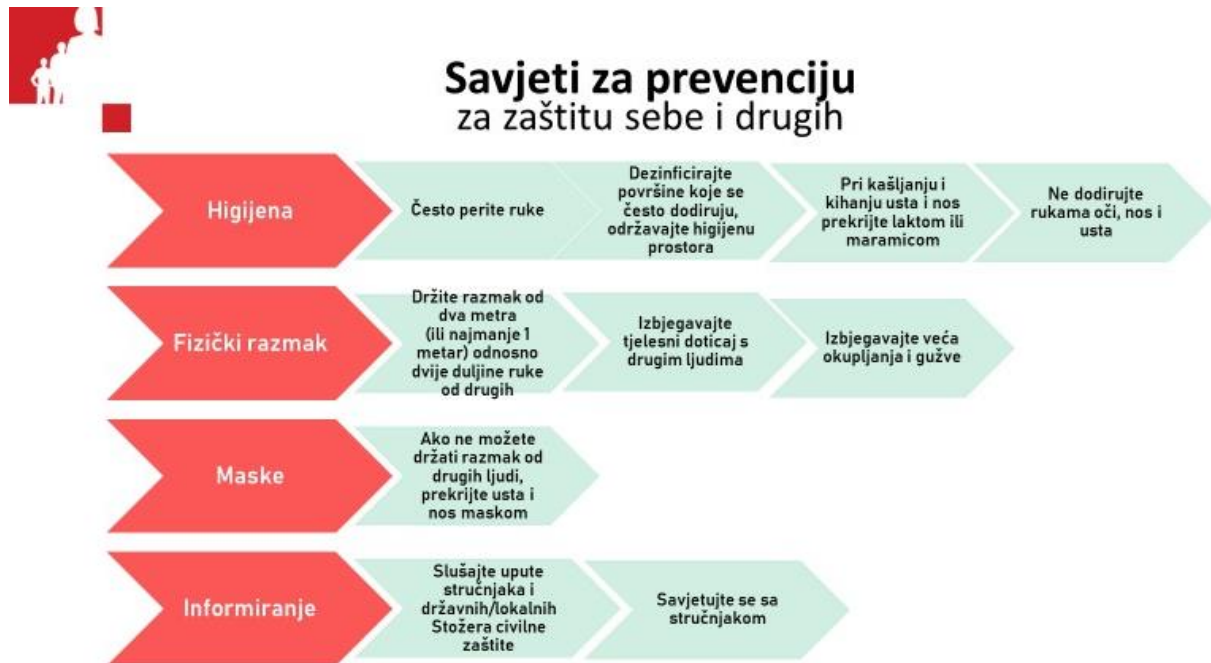 Savjeti za prevenciju
za zaštitu sebe i drugih
Higijena
Često perite ruke
Dezinficirajte
površine koje se
često dodiruju,
održavajte higijenu
prostora
Pri kašljanju i
kihanju usta i nos
prekrijte laktom ili
maramicom
Ne dodirujte
rukama oči, nos i
usta
Fizički razmak
Držite razmak od
dva metra
(ili najmanje 1
metar) odnosno
dvije duljine ruke
od drugih
Izbjegavajte
tjelesni doticaj s
drugim ljudima
Izbjegavajte veća
okupljanja i gužve
Maske
Ako ne možete
držati razmak od
drugih ljudi,
prekrijte usta i
nos maskom
Informiranje
Slušajte upute
stručnjaka i
državnih/lokalnih
Stožera civilne
zaštite
Savjetujte se sa
stručnjakom